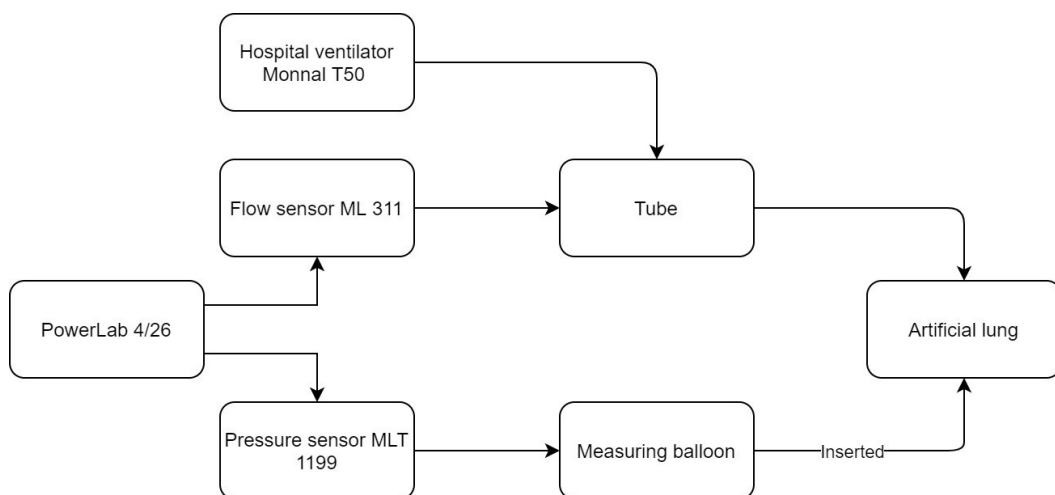 Hospital ventilator
Monnal T50
Flow sensor ML 311
Tube
PowerLab 4/26
Artificial lung
Pressure sensor MLT
1199
Measuring balloon
Inserted